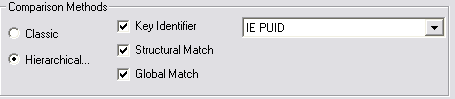 Comparison Methods
Classic
Hierarchical...
Key Identifier
IE PUID
Structural Match
Global Match